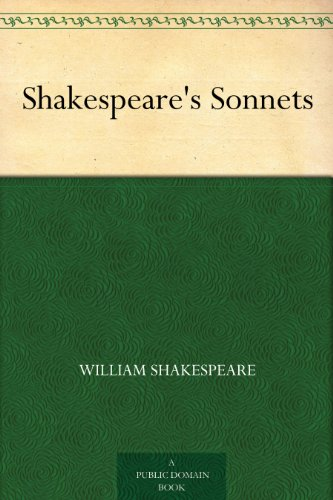 Shakespeare's Sonnets
WILLIAM SHAKESPEARE
A
PUBLIC DOMAIN
BOOK